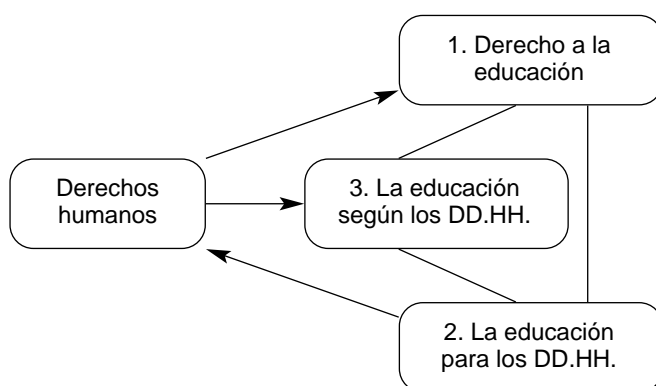 1. Derecho a la
educación
Derechos
humanos
3. La educación
según los DD.HH.
2. La educación
para los DD.HH.